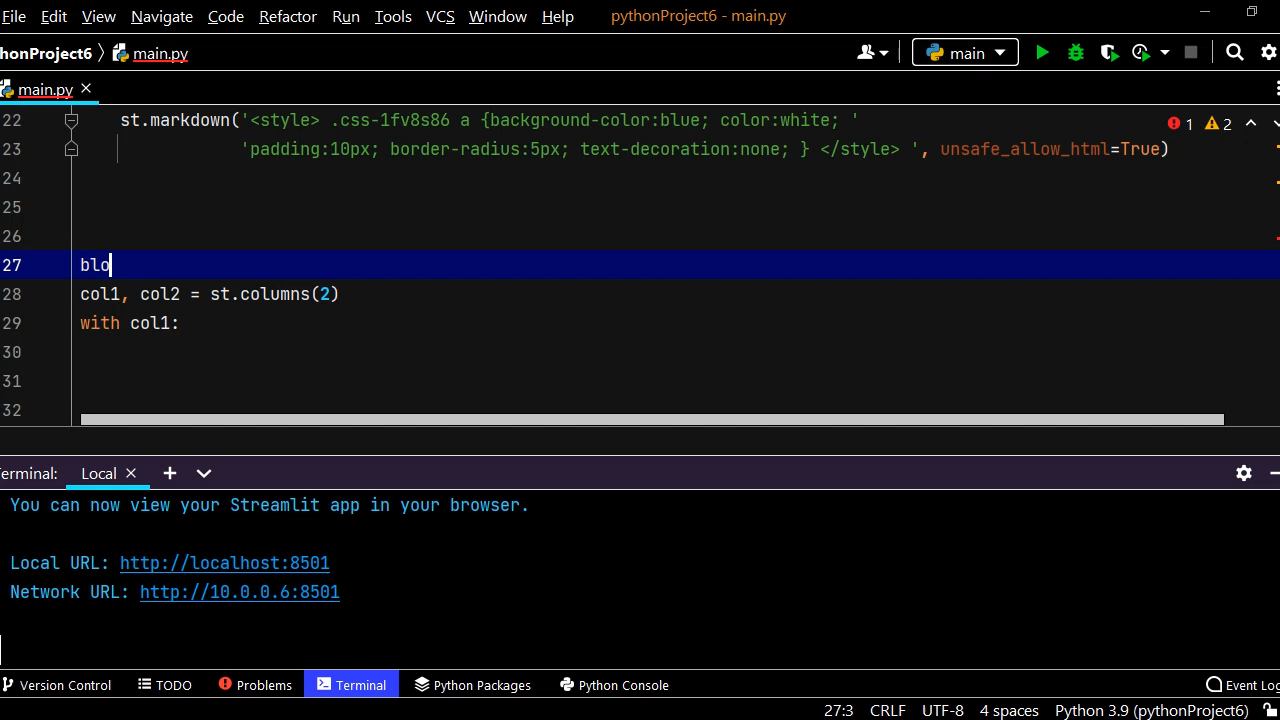 File Edit View Navigate Code Refactor Run Tools VCS Window Help pythonProject6 - main.py
honProject6 main.py main
main.py
22 st.markdown('<style> .css-1fv8s86 a {background-color:blue; color:white; ' 1 2
23 'padding:10px; border-radius:5px; text-decoration:none; } </style> ', unsafe_allow_html=True)
24
25
26
27 blo
28 col1, col2 = st.columns(2)
29 with col1:
30
31
32
erminal: Local
You can now view your Streamlit app in your browser.
Local URL: http://localhost:8501
Network URL: http://10.0.0.6:8501
Version Control TODO Problems Terminal Python Packages Python Console Event Log
27:3 CRLF UTF-8 4 spaces Python 3.9 (pythonProject6)